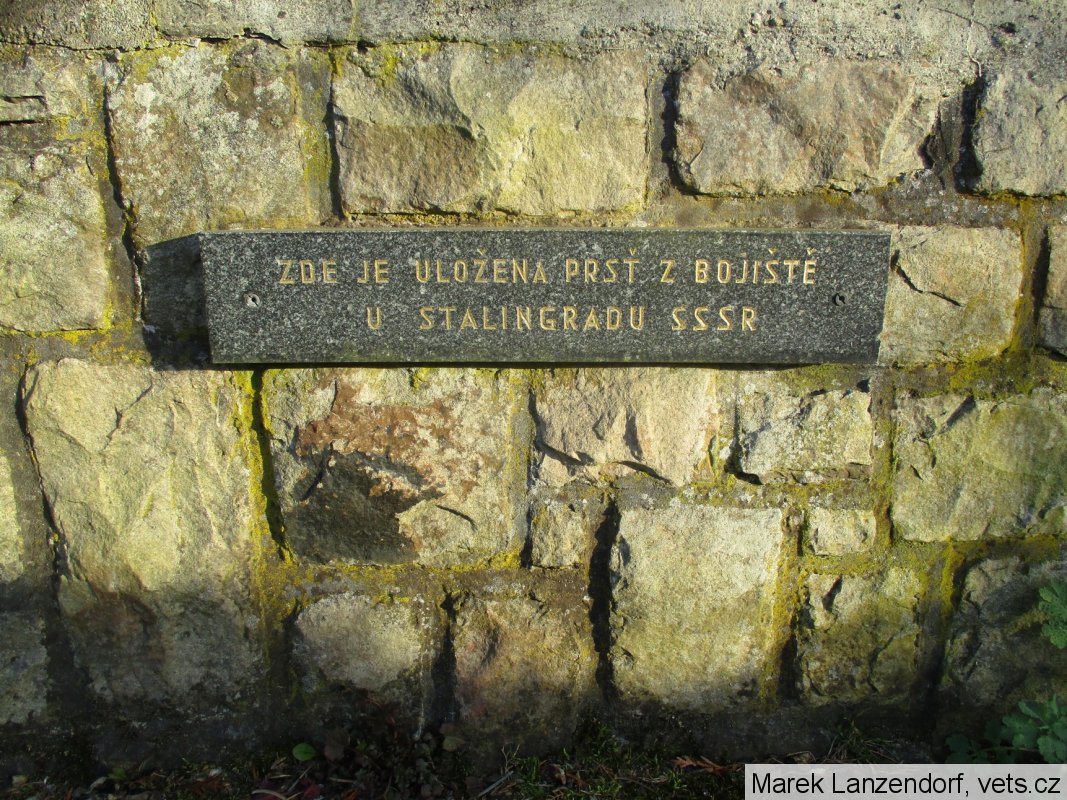 ZDE JE ULOŽENA PRSŤ Z BOJIŠTĚ
U STALINGRADU SSSR
Marek Lanzendorf, vets.cz